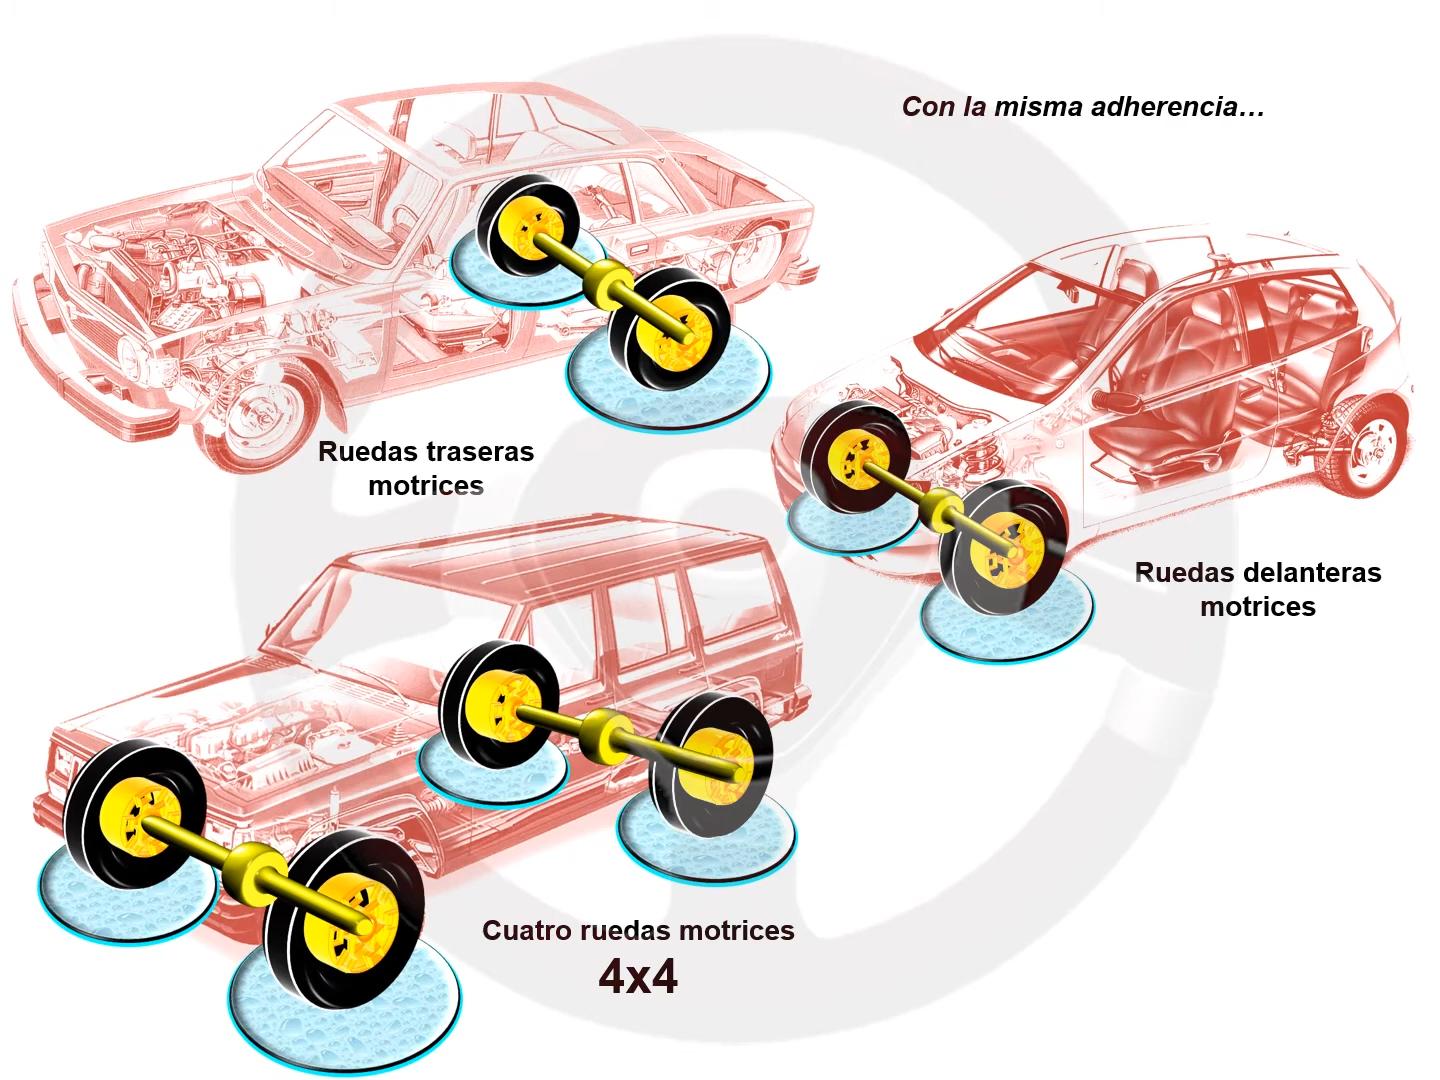 Con la misma adherencia…
Ruedas traseras
motrices
Ruedas delanteras
motrices
Cuatro ruedas motrices
4x4